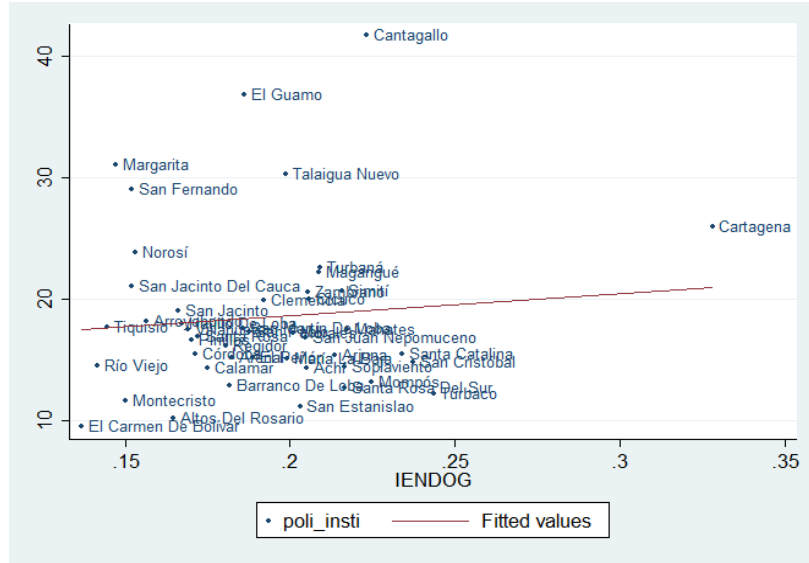 40
30
20
10
Cantagallo
El Guamo
Margarita
Talaigua Nuevo
San Fernando
Cartagena
Norosí
Turbaná
Magangué
San Jacinto Del Cauca
Zambrano
Simití
Clemencia
San Jacinto
Tiquisio
San Juan Nepomuceno
Regidor
Córdoba
Arjona
Santa Catalina
San Cristobal
Río Viejo
Calamar
Achí
Soplaviento
Mompós
Barranco De Loba
Santa Rosa Del Sur
Turbaco
Montecristo
San Estanislao
Altos Del Rosario
El Carmen De Bolívar
.15
.2
.25
.3
.35
IENDOG
poli_insti
Fitted values